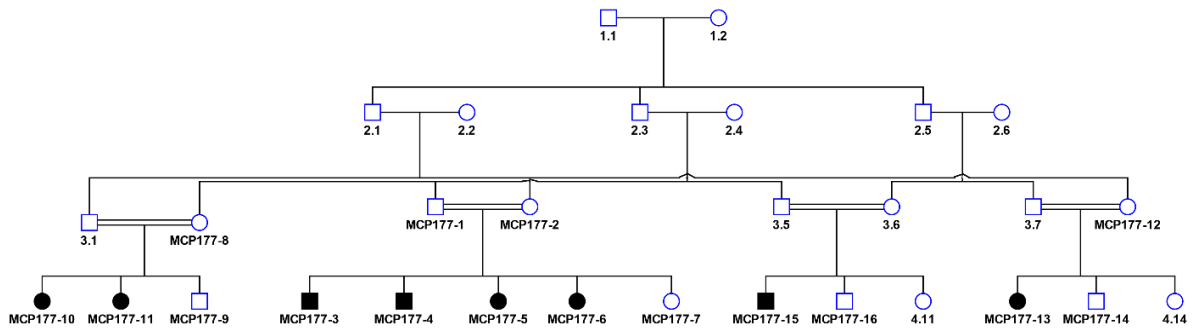 1.1 1.2
2.1 2.2 2.3 2.4 2.5 2.6
3.1 MCP177-8 MCP177-1 MCP177-2 3.5 3.6 3.7 MCP177-12
MCP177-10 MCP177-11 MCP177-9 MCP177-3 MCP177-4 MCP177-5 MCP177-6 MCP177-7 MCP177-15 MCP177-16 4.11 MCP177-13 MCP177-14 4.14